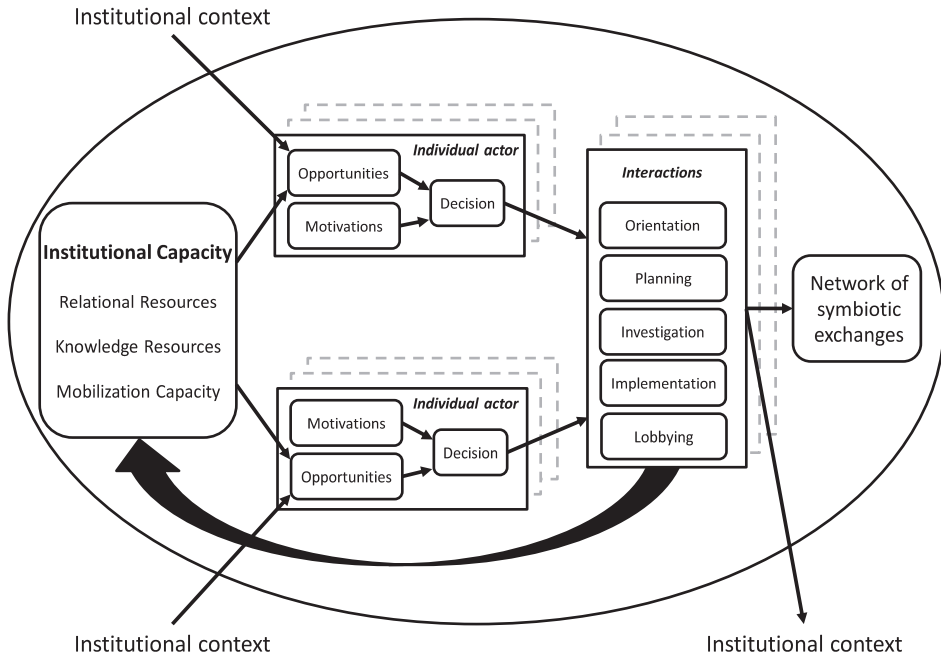 Institutional context
Individual actor
Opportunities
Motivations
Decision
Institutional Capacity
Relational Resources
Knowledge Resources
Mobilization Capacity
Individual actor
Motivations
Opportunities
Decision
Interactions
Orientation
Planning
Investigation
Implementation
Lobbying
Network of
symbiotic
exchanges
Institutional context
Institutional context